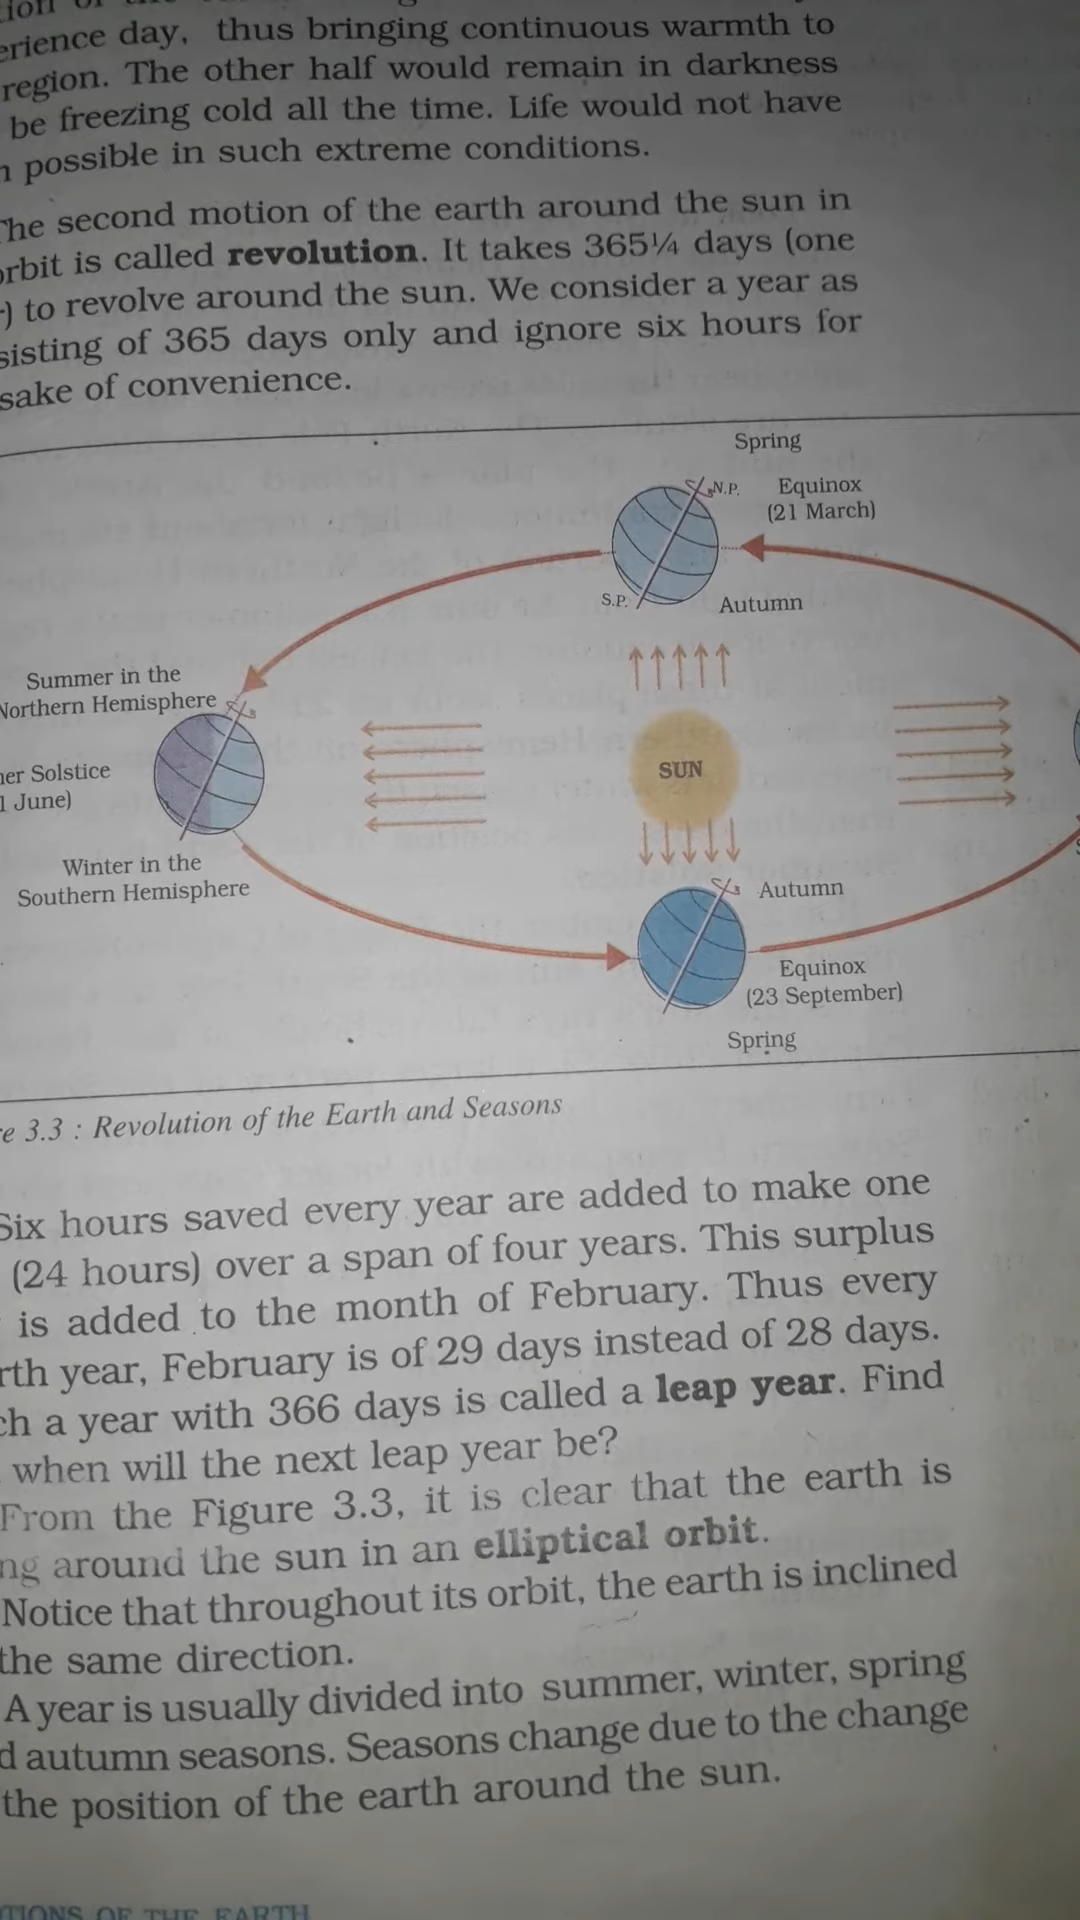 erience day, thus bringing continuous warmth to
region. The other half would remain in darkness
be freezing cold all the time. Life would not have
n possible in such extreme conditions.
The second motion of the earth around the sun in
orbit is called revolution. It takes 365¼ days (one
r) to revolve around the sun. We consider a year as
sisting of 365 days only and ignore six hours for
sake of convenience.
Spring
N.P.
Equinox
(21 March)
S.P.
Autumn
Summer in the
Northern Hemisphere
SUN
ner Solstice
1 June)
Winter in the
Southern Hemisphere
Autumn
Equinox
(23 September)
Spring
re 3.3 : Revolution of the Earth and Seasons
Six hours saved every year are added to make one
(24 hours) over a span of four years. This surplus
is added to the month of February. Thus every
rth year, February is of 29 days instead of 28 days.
ch a year with 366 days is called a leap year. Find
when will the next leap year be?
From the Figure 3.3, it is clear that the earth is
ng around the sun in an elliptical orbit.
Notice that throughout its orbit, the earth is inclined
the same direction.
A year is usually divided into summer, winter, spring
d autumn seasons. Seasons change due to the change
the position of the earth around the sun.
TIONS OF THE EARTH